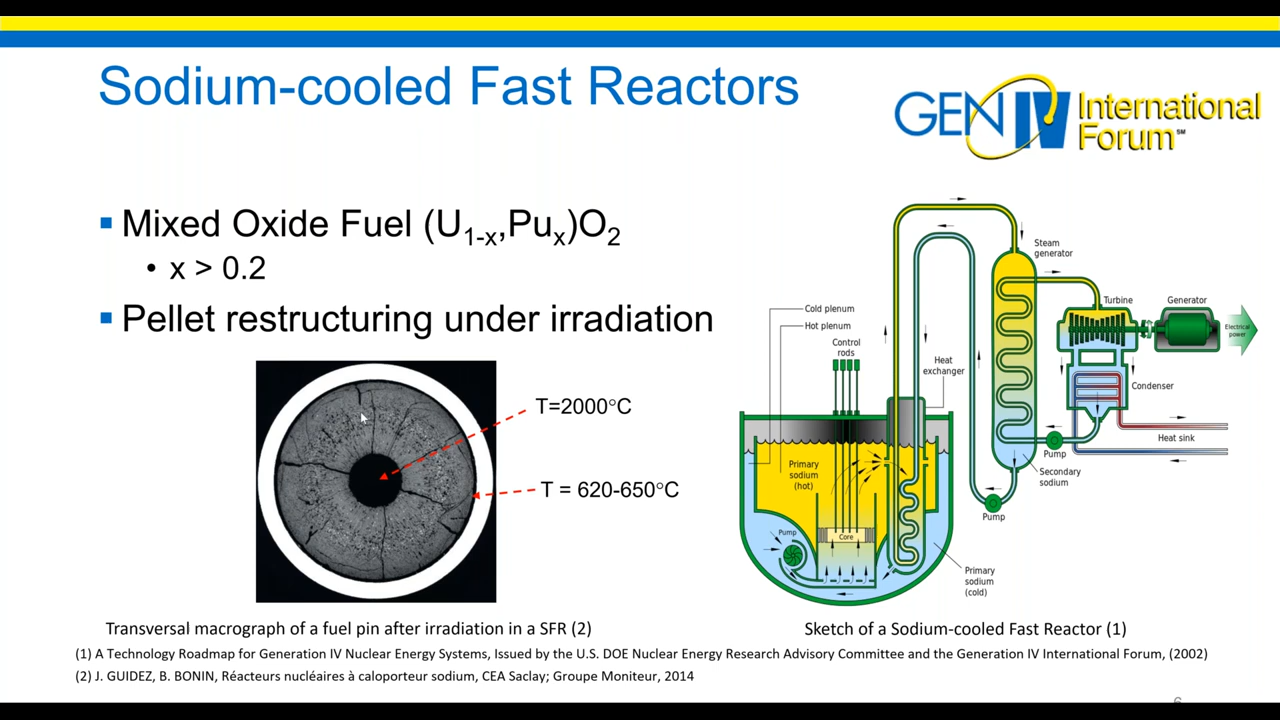 Sodium-cooled Fast Reactors
GEN IV International
Forum℠
Mixed Oxide Fuel (U1-x,Pux)O2
• x > 0.2
Pellet restructuring under irradiation
T=2000°C
T = 620-650°C
Transversal macrograph of a fuel pin after irradiation in a SFR (2)
Steam
generator
Cold plenum
Hot plenum
Control
rods
Heat
exchanger
Turbine
Generator
Electrical
power
Condenser
Heat sink
Pump
Secondary
sodium
Pump
Primary
sodium
(hot)
Pump
Core
Primary
sodium
(cold)
Sketch of a Sodium-cooled Fast Reactor (1)
(1) A Technology Roadmap for Generation IV Nuclear Energy Systems, Issued by the U.S. DOE Nuclear Energy Research Advisory Committee and the Generation IV International Forum, (2002)
(2) J. GUIDEZ, B. BONIN, Réacteurs nucléaires à caloporteur sodium, CEA Saclay; Groupe Moniteur, 2014